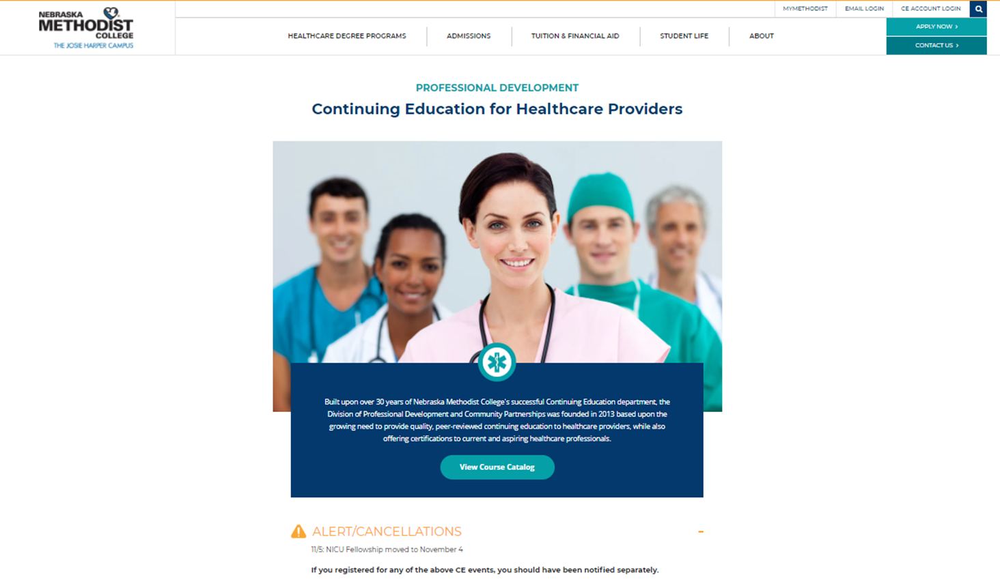 NEBRASKA
METHODIST
COLLEGE
THE JOSIE HARPER CAMPUS
MYMETHODIST
EMAIL LOGIN
CE ACCOUNT LOGIN
HEALTHCARE DEGREE PROGRAMS
ADMISSIONS
TUITION & FINANCIAL AID
STUDENT LIFE
ABOUT
APPLY NOW >
CONTACT US >
PROFESSIONAL DEVELOPMENT
Continuing Education for Healthcare Providers
Built upon over 30 years of Nebraska Methodist College's successful Continuing Education department, the
Division of Professional Development and Community Partnerships was founded in 2013 based upon the
growing need to provide quality, peer-reviewed continuing education to healthcare providers, while also
offering certifications to current and aspiring healthcare professionals.
View Course Catalog
ALERT/CANCELLATIONS
11/5: NICU Fellowship moved to November 4
If you registered for any of the above CE events, you should have been notified separately.